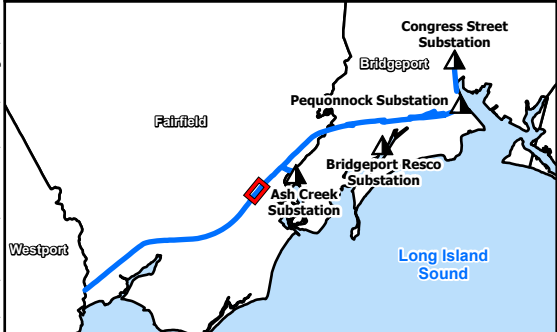 Congress Street
Substation
Bridgeport
Pequonnock Substation
Fairfield
Bridgeport Resco
Substation
Ash Creek
Substation
Westport
Long Island
Sound